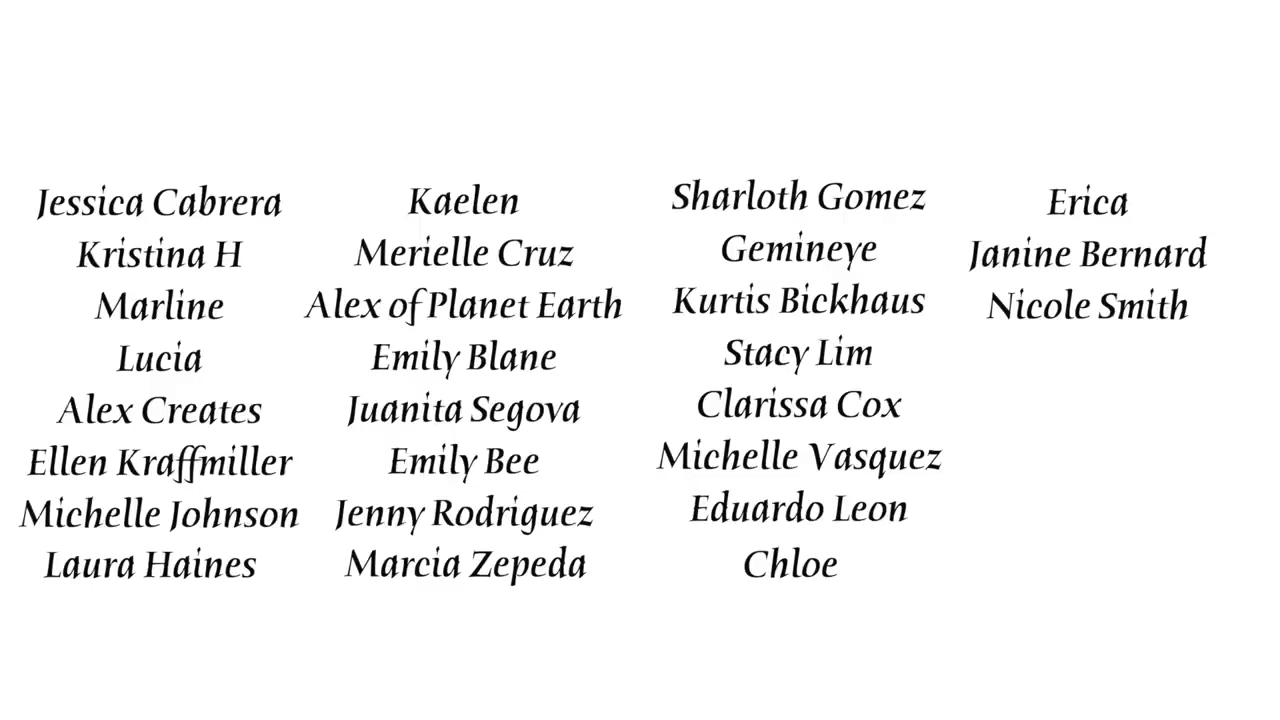 Jessica Cabrera
Kristina H
Marline
Lucia
Alex Creates
Ellen Kraffmiller
Michelle Johnson
Laura Haines
Kaelen
Merielle Cruz
Alex of Planet Earth
Emily Blane
Juanita Segova
Emily Bee
Jenny Rodriguez
Marcia Zepeda
Sharloth Gomez
Gemineye
Kurtis Bickhaus
Stacy Lim
Clarissa Cox
Michelle Vasquez
Eduardo Leon
Chloe
Erica
Janine Bernard
Nicole Smith